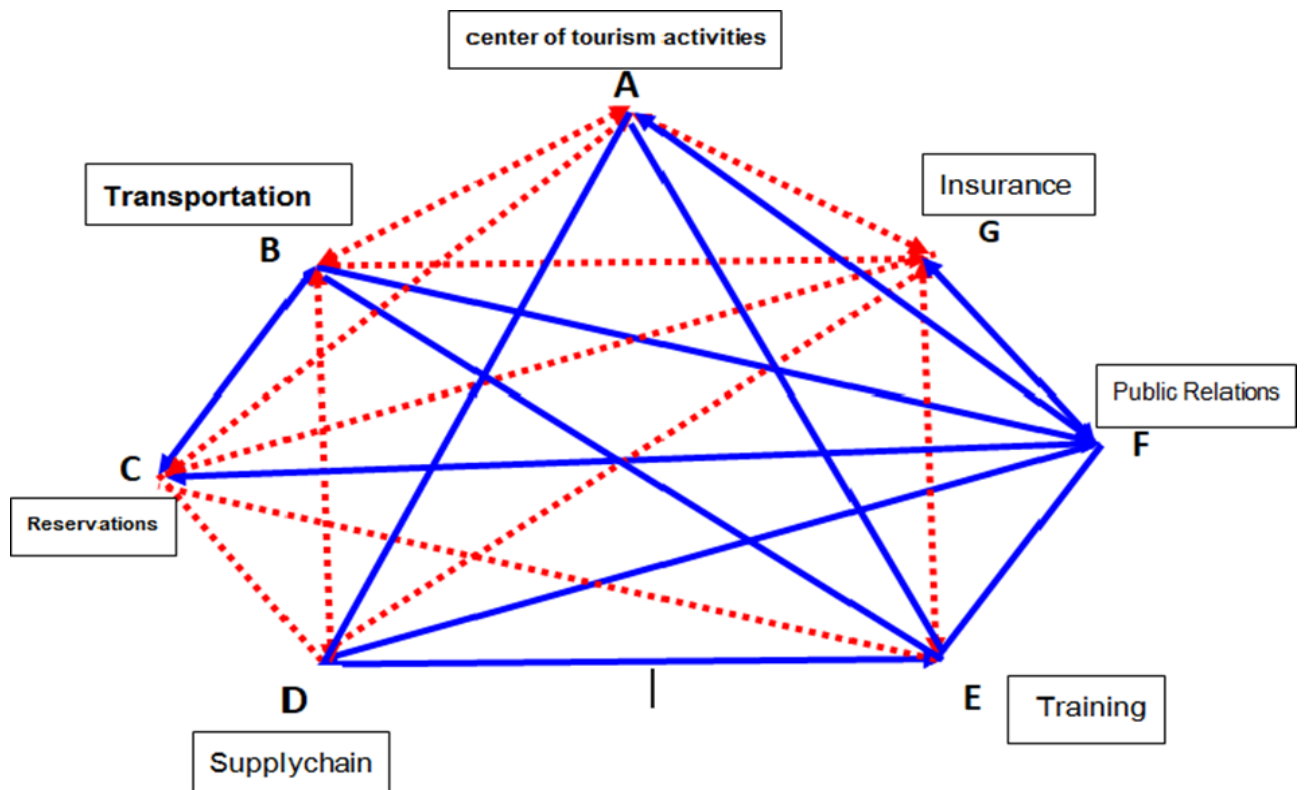 center of tourism activities
A
Transportation
B
Insurance
G
Public Relations
F
C
Reservations
D
Supplychain
E
Training